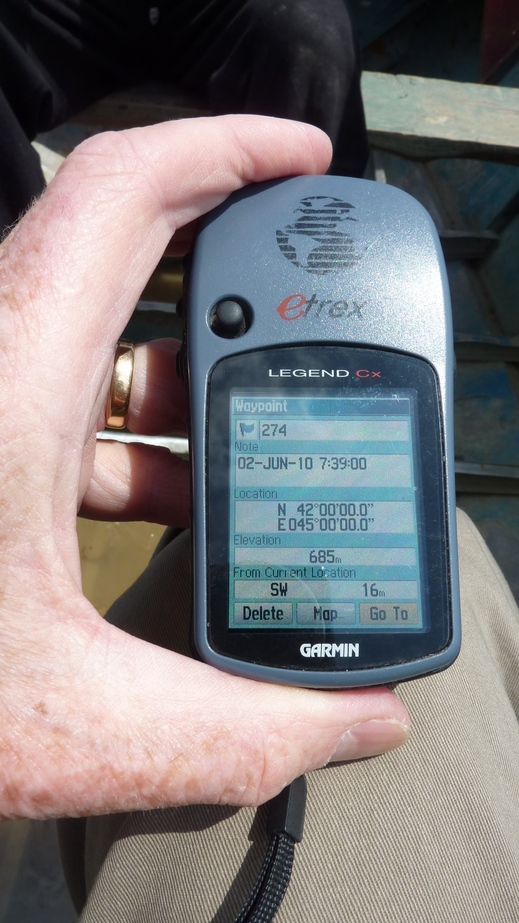 etrex
LEGEND Cx
Waypoint
274
Note
02-JUN-10 7:39:00
Location
N 42°00'00.0"
E045°00'00.0"
Elevation
685m
From Current Location
SW 16m
Delete Map Go To
GARMIN